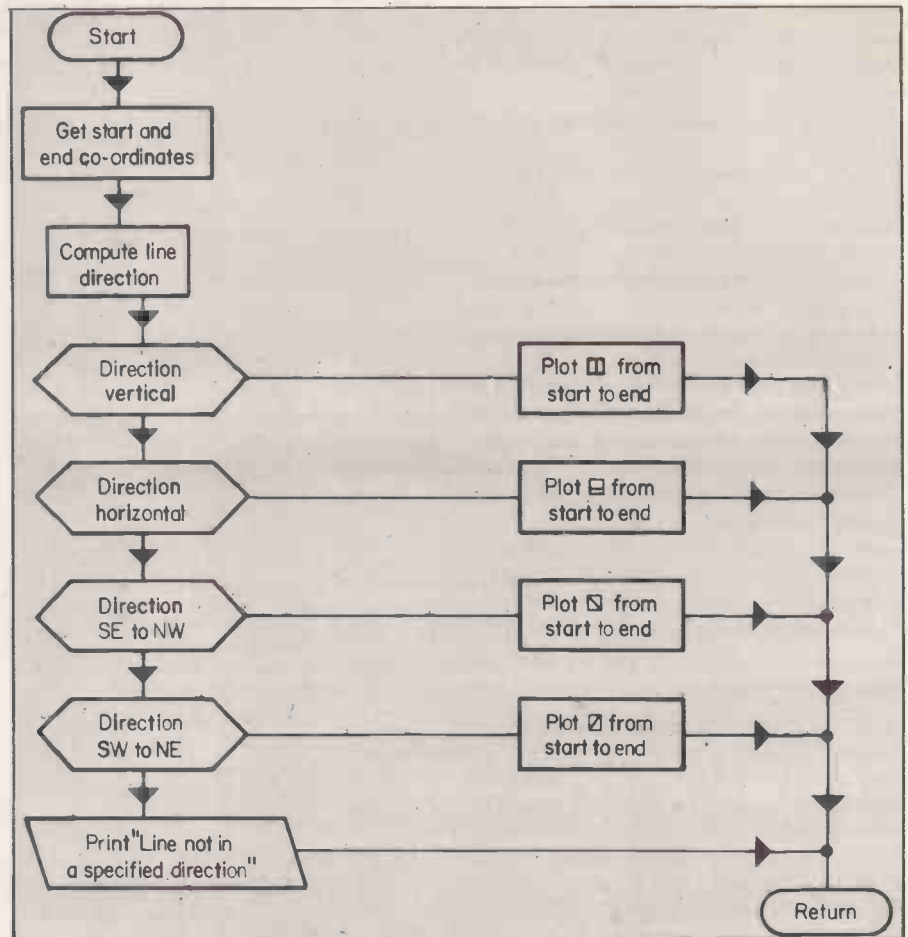 Start
Get start and
end co-ordinates
Compute line
direction
Direction
vertical
Plot ◫ from
start to end
Direction
horizontal
Plot ⊟ from
start to end
Direction
SE to NW
Plot ⍂ from
start to end
Direction
SW to NE
Plot ⍁ from
start to end
Print "Line not in
a specified direction"
Return